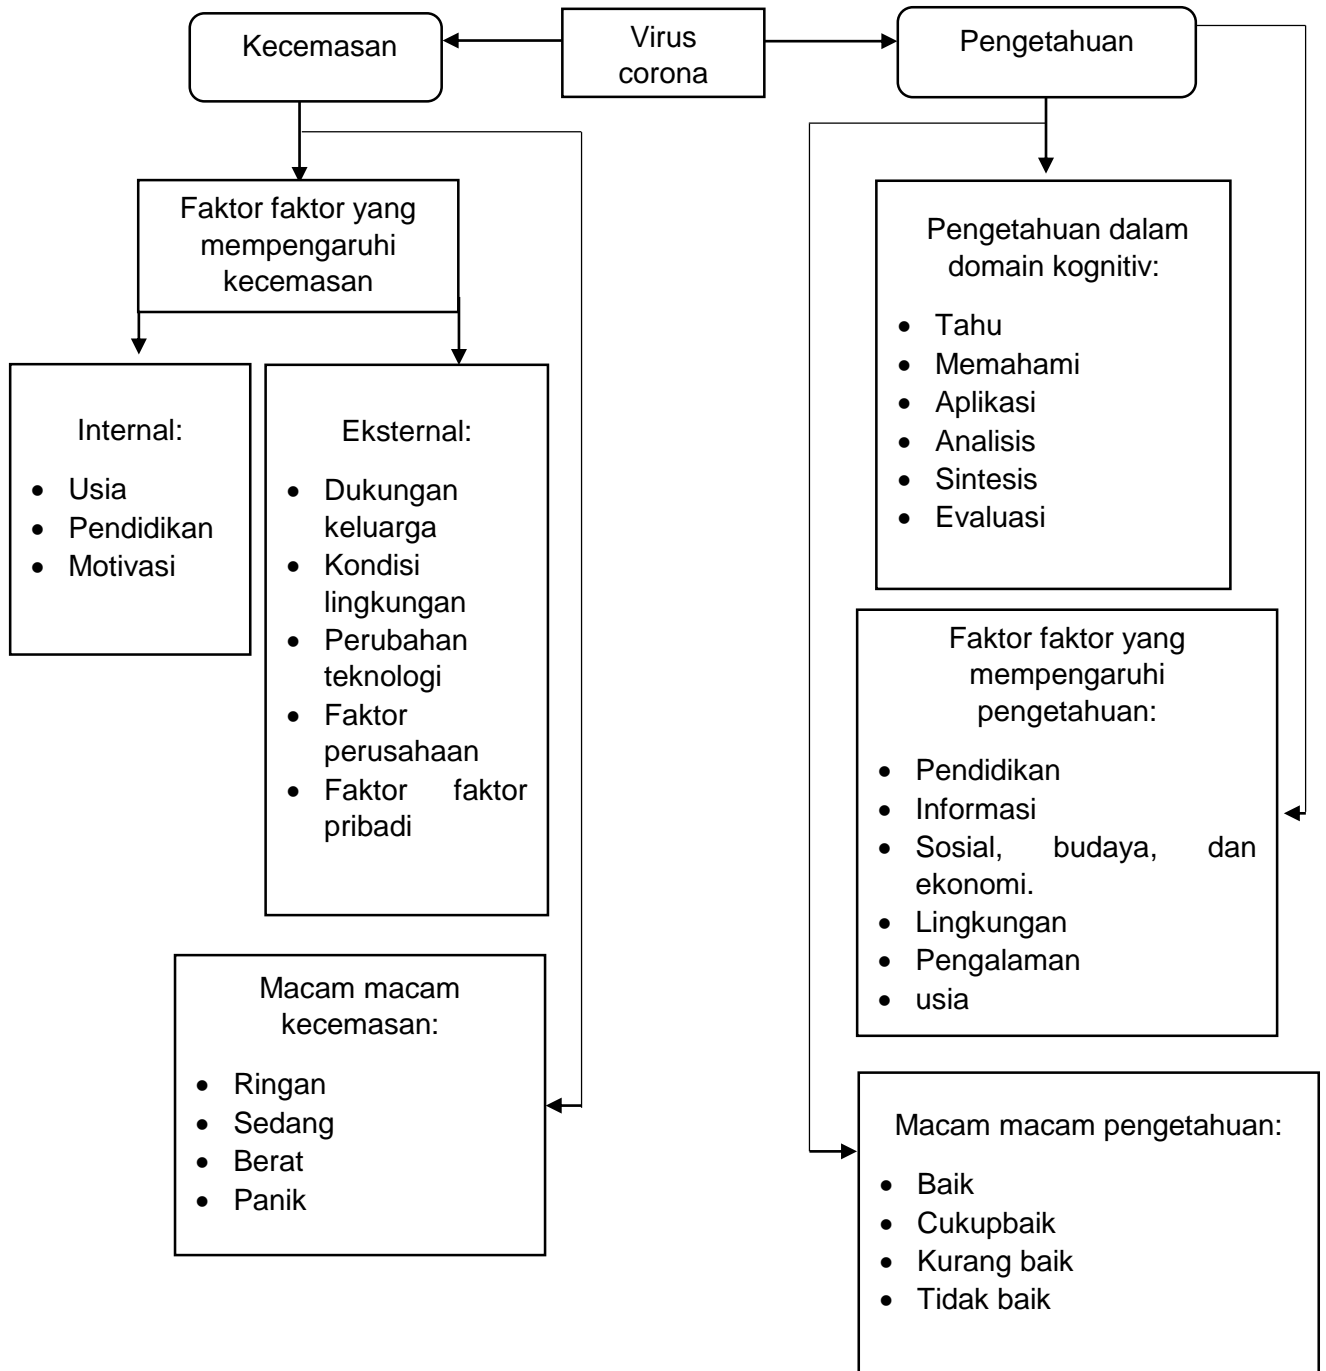 Kecemasan
Virus
corona
Pengetahuan
Faktor faktor yang
mempengaruhi
kecemasan
Internal:
• Usia
• Pendidikan
• Motivasi
Eksternal:
• Dukungan
keluarga
• Kondisi
lingkungan
• Perubahan
teknologi
• Faktor
perusahaan
• Faktor faktor
pribadi
Macam macam
kecemasan:
• Ringan
• Sedang
• Berat
• Panik
Pengetahuan dalam
domain kognitiv:
• Tahu
• Memahami
• Aplikasi
• Analisis
• Sintesis
• Evaluasi
Faktor faktor yang
mempengaruhi
pengetahuan:
• Pendidikan
• Informasi
• Sosial, budaya, dan
ekonomi.
• Lingkungan
• Pengalaman
• usia
Macam macam pengetahuan:
• Baik
• Cukupbaik
• Kurang baik
• Tidak baik